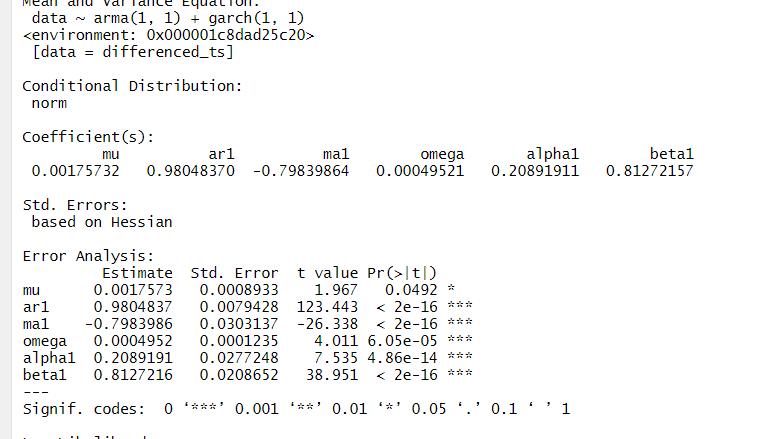 Mean and Variance Equation:
data ~ arma(1, 1) + garch(1, 1)
<environment: 0x000001c8dad25c20>
[data = differenced_ts]
Conditional Distribution:
norm
Coefficient(s):
mu ar1 ma1 omega alpha1 beta1
0.00175732 0.98048370 -0.79839864 0.00049521 0.20891911 0.81272157
Std. Errors:
based on Hessian
Error Analysis:
Estimate Std. Error t value Pr(>|t|)
mu 0.0017573 0.0008933 1.967 0.0492 *
ar1 0.9804837 0.0079428 123.443 < 2e-16 ***
ma1 -0.7983986 0.0303137 -26.338 < 2e-16 ***
omega 0.0004952 0.0001235 4.011 6.05e-05 ***
alpha1 0.2089191 0.0277248 7.535 4.86e-14 ***
beta1 0.8127216 0.0208652 38.951 < 2e-16 ***
---
Signif. codes: 0 ‘***’ 0.001 ‘**’ 0.01 ‘*’ 0.05 ‘.’ 0.1 ‘ ’ 1